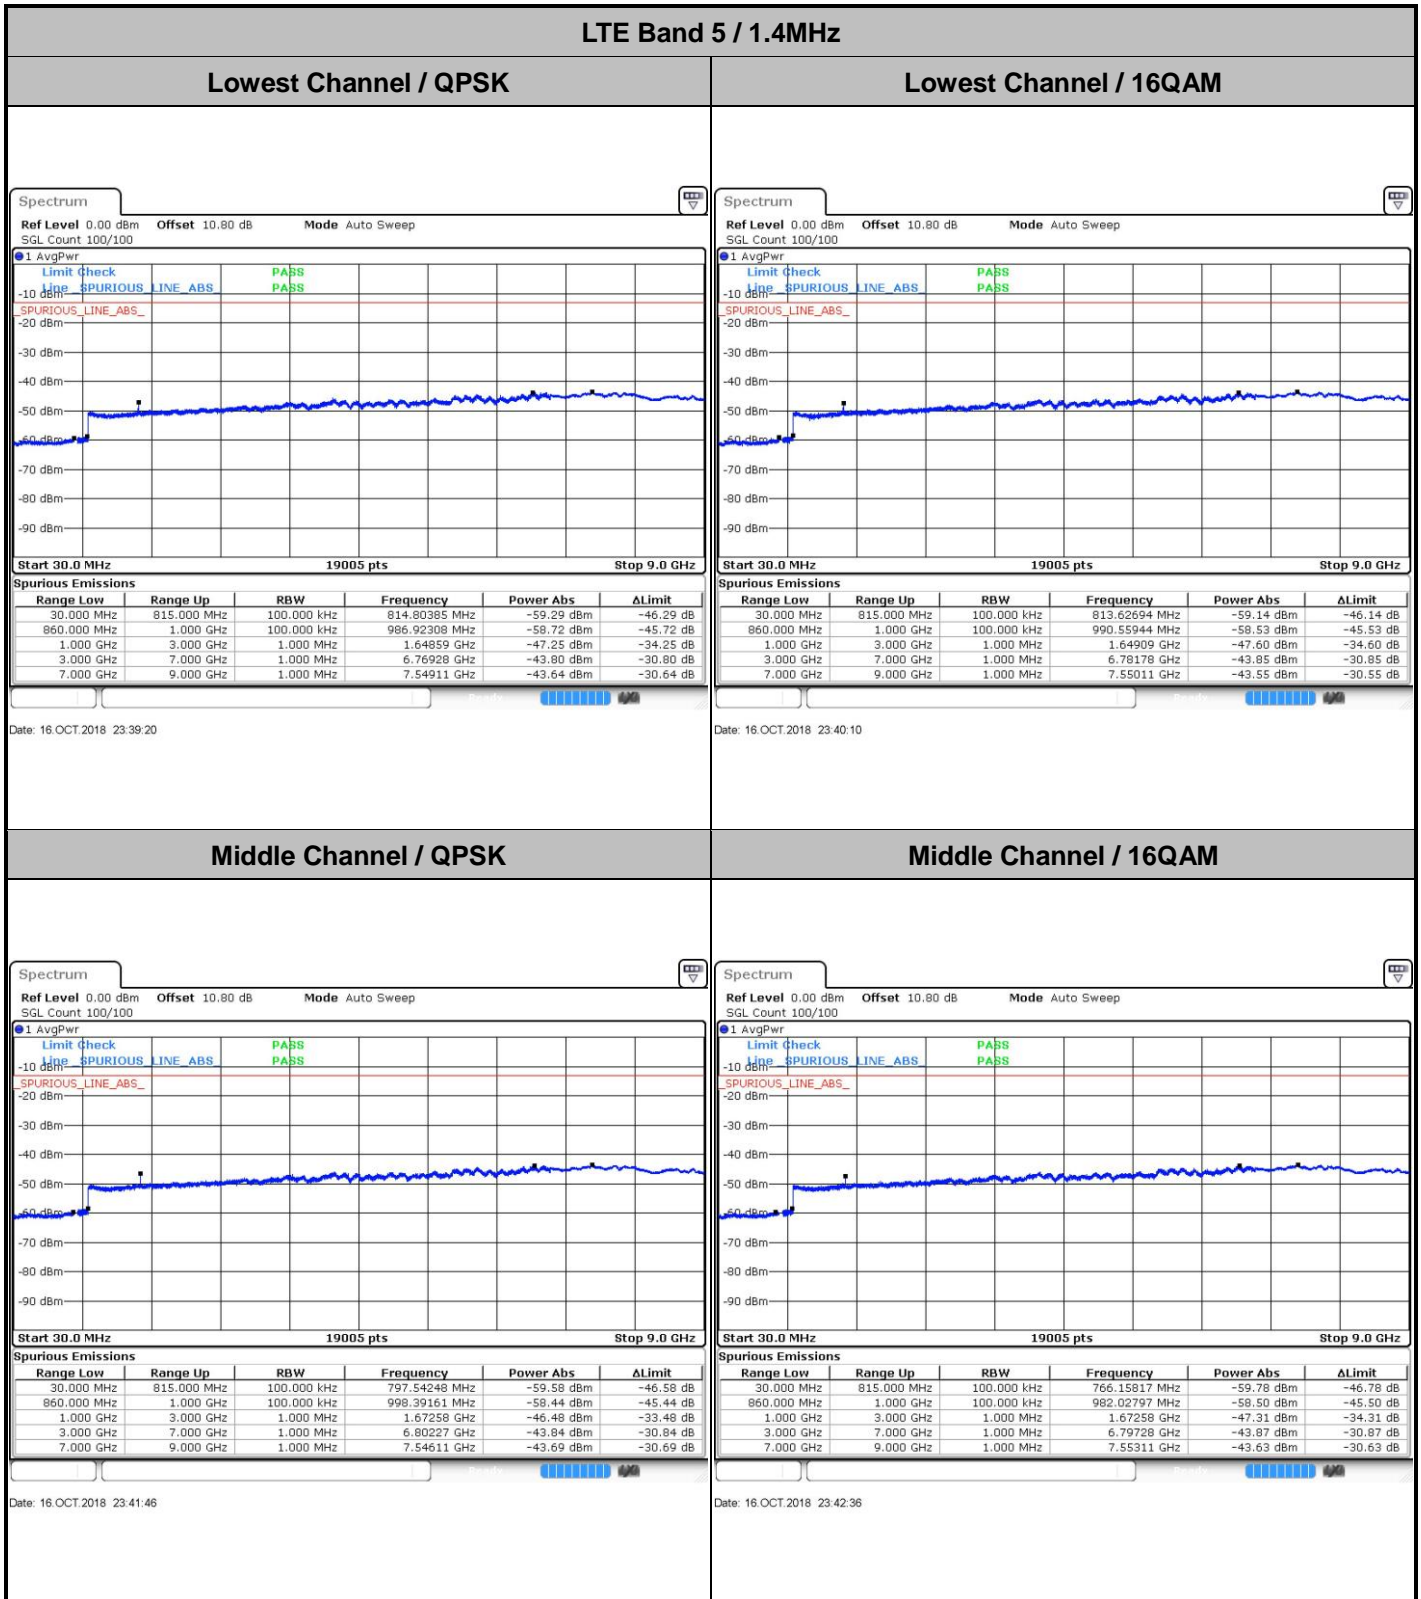 LTE Band 5 / 1.4MHz
Lowest Channel / QPSK
Lowest Channel / 16QAM
Spectrum
Ref Level 0.00 dBm Offset 10.80 dB Mode Auto Sweep
SGL Count 100/100
1 AvgPwr
Limit Check PASS
Line _SPURIOUS_LINE_ABS_ PASS
-10 dBm
_SPURIOUS_LINE_ABS_
-20 dBm
-30 dBm
-40 dBm
-50 dBm
-60 dBm
-70 dBm
-80 dBm
-90 dBm
Start 30.0 MHz 19005 pts Stop 9.0 GHz
Spurious Emissions
Range Low Range Up RBW Frequency Power Abs ΔLimit
30.000 MHz 815.000 MHz 100.000 kHz 814.80385 MHz -59.29 dBm -46.29 dB
860.000 MHz 1.000 GHz 100.000 kHz 986.92308 MHz -58.72 dBm -45.72 dB
1.000 GHz 3.000 GHz 1.000 MHz 1.64859 GHz -47.25 dBm -34.25 dB
3.000 GHz 7.000 GHz 1.000 MHz 6.76928 GHz -43.80 dBm -30.80 dB
7.000 GHz 9.000 GHz 1.000 MHz 7.54911 GHz -43.64 dBm -30.64 dB
Date: 16.OCT.2018 23:39:20
Spectrum
Ref Level 0.00 dBm Offset 10.80 dB Mode Auto Sweep
SGL Count 100/100
1 AvgPwr
Limit Check PASS
Line _SPURIOUS_LINE_ABS_ PASS
-10 dBm
_SPURIOUS_LINE_ABS_
-20 dBm
-30 dBm
-40 dBm
-50 dBm
-60 dBm
-70 dBm
-80 dBm
-90 dBm
Start 30.0 MHz 19005 pts Stop 9.0 GHz
Spurious Emissions
Range Low Range Up RBW Frequency Power Abs ΔLimit
30.000 MHz 815.000 MHz 100.000 kHz 813.62694 MHz -59.14 dBm -46.14 dB
860.000 MHz 1.000 GHz 100.000 kHz 990.55944 MHz -58.53 dBm -45.53 dB
1.000 GHz 3.000 GHz 1.000 MHz 1.64909 GHz -47.60 dBm -34.60 dB
3.000 GHz 7.000 GHz 1.000 MHz 6.78178 GHz -43.85 dBm -30.85 dB
7.000 GHz 9.000 GHz 1.000 MHz 7.55011 GHz -43.55 dBm -30.55 dB
Date: 16.OCT.2018 23:40:10
Middle Channel / QPSK
Middle Channel / 16QAM
Spectrum
Ref Level 0.00 dBm Offset 10.80 dB Mode Auto Sweep
SGL Count 100/100
1 AvgPwr
Limit Check PASS
Line _SPURIOUS_LINE_ABS_ PASS
-10 dBm
_SPURIOUS_LINE_ABS_
-20 dBm
-30 dBm
-40 dBm
-50 dBm
-60 dBm
-70 dBm
-80 dBm
-90 dBm
Start 30.0 MHz 19005 pts Stop 9.0 GHz
Spurious Emissions
Range Low Range Up RBW Frequency Power Abs ΔLimit
30.000 MHz 815.000 MHz 100.000 kHz 797.54248 MHz -59.58 dBm -46.58 dB
860.000 MHz 1.000 GHz 100.000 kHz 998.39161 MHz -58.44 dBm -45.44 dB
1.000 GHz 3.000 GHz 1.000 MHz 1.67258 GHz -46.48 dBm -33.48 dB
3.000 GHz 7.000 GHz 1.000 MHz 6.80227 GHz -43.84 dBm -30.84 dB
7.000 GHz 9.000 GHz 1.000 MHz 7.54611 GHz -43.69 dBm -30.69 dB
Date: 16.OCT.2018 23:41:46
Spectrum
Ref Level 0.00 dBm Offset 10.80 dB Mode Auto Sweep
SGL Count 100/100
1 AvgPwr
Limit Check PASS
Line _SPURIOUS_LINE_ABS_ PASS
-10 dBm
_SPURIOUS_LINE_ABS_
-20 dBm
-30 dBm
-40 dBm
-50 dBm
-60 dBm
-70 dBm
-80 dBm
-90 dBm
Start 30.0 MHz 19005 pts Stop 9.0 GHz
Spurious Emissions
Range Low Range Up RBW Frequency Power Abs ΔLimit
30.000 MHz 815.000 MHz 100.000 kHz 766.15817 MHz -59.78 dBm -46.78 dB
860.000 MHz 1.000 GHz 100.000 kHz 982.02797 MHz -58.50 dBm -45.50 dB
1.000 GHz 3.000 GHz 1.000 MHz 1.67258 GHz -47.31 dBm -34.31 dB
3.000 GHz 7.000 GHz 1.000 MHz 6.79728 GHz -43.87 dBm -30.87 dB
7.000 GHz 9.000 GHz 1.000 MHz 7.55311 GHz -43.63 dBm -30.63 dB
Date: 16.OCT.2018 23:42:36